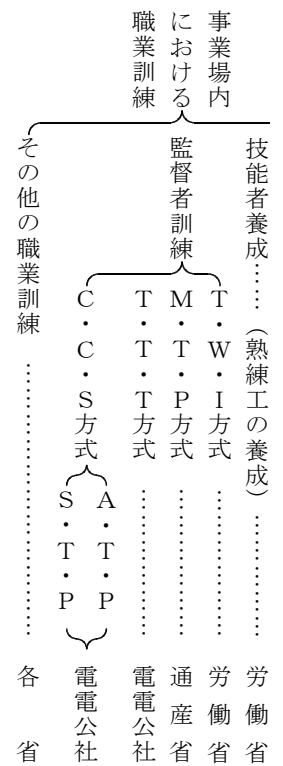 事業場内
における
職業訓練
技能者養成……(熟練工の養成)……………労働省
監督者訓練
T・W・I方式……………労働省
M・T・P方式……………通産省
T・T・T方式……………電電公社
C・C・S方式
A・T・P
S・T・P
電電公社
その他の職業訓練……………………………各省